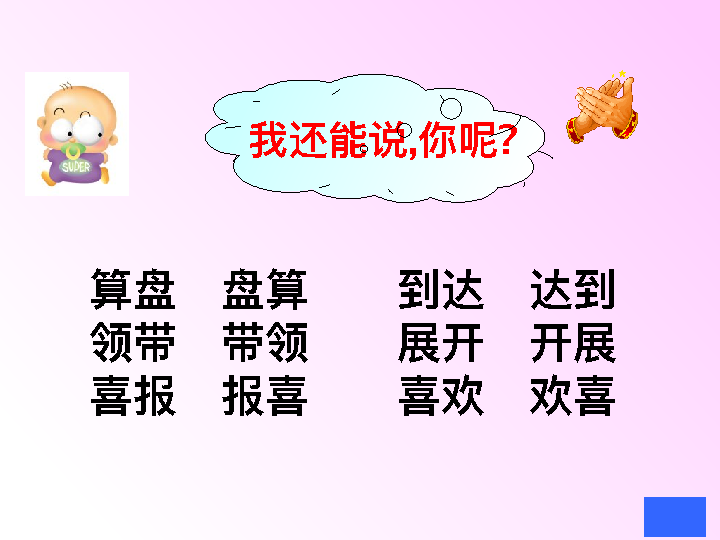 我还能说,你呢?
SUPER
算盘 盘算 到达 达到
领带 带领 展开 开展
喜报 报喜 喜欢 欢喜